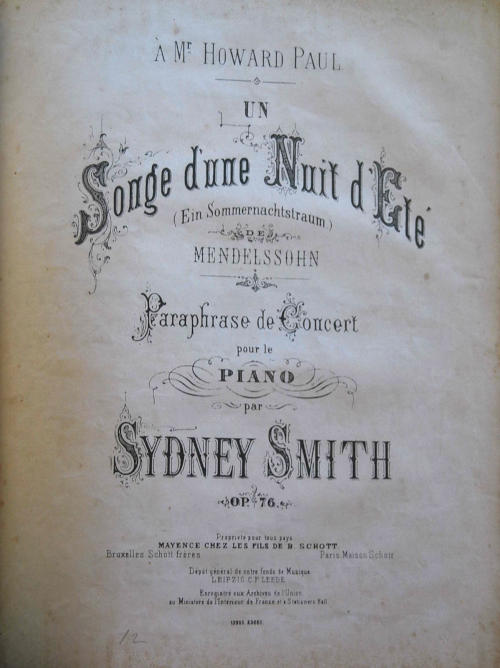 À Mr HOWARD PAUL
UN
Songe d'une Nuit d'Eté
(Ein Sommernachtstraum)
DE
MENDELSSOHN
Paraphrase de Concert
pour le
PIANO
par
SYDNEY SMITH
OP. 76.
Propriété pour tous pays
MAYENCE CHEZ LES FILS DE B. SCHOTT.
Bruxelles Schott frères Paris Maison Schott
Dépôt général de notre fonds de Musique
LEIPZIG C. F. LEEDE.
Enregistré aux Archives de l'Union
au Ministère de l'Intérieur de France et à Stationers Hall
12